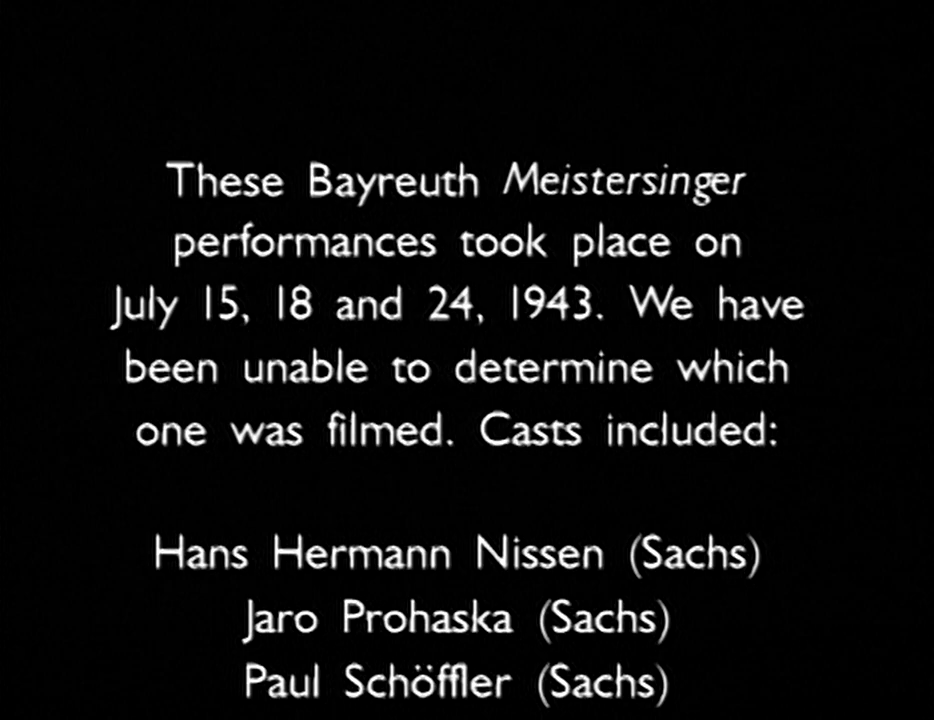 These Bayreuth Meistersinger
performances took place on
July 15, 18 and 24, 1943. We have
been unable to determine which
one was filmed. Casts included:
Hans Hermann Nissen (Sachs)
Jaro Prohaska (Sachs)
Paul Schöffler (Sachs)